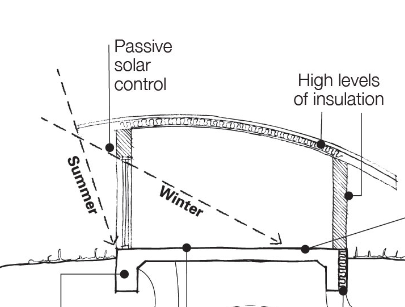 Passive
solar
control
High levels
of insulation
Summer
Winter